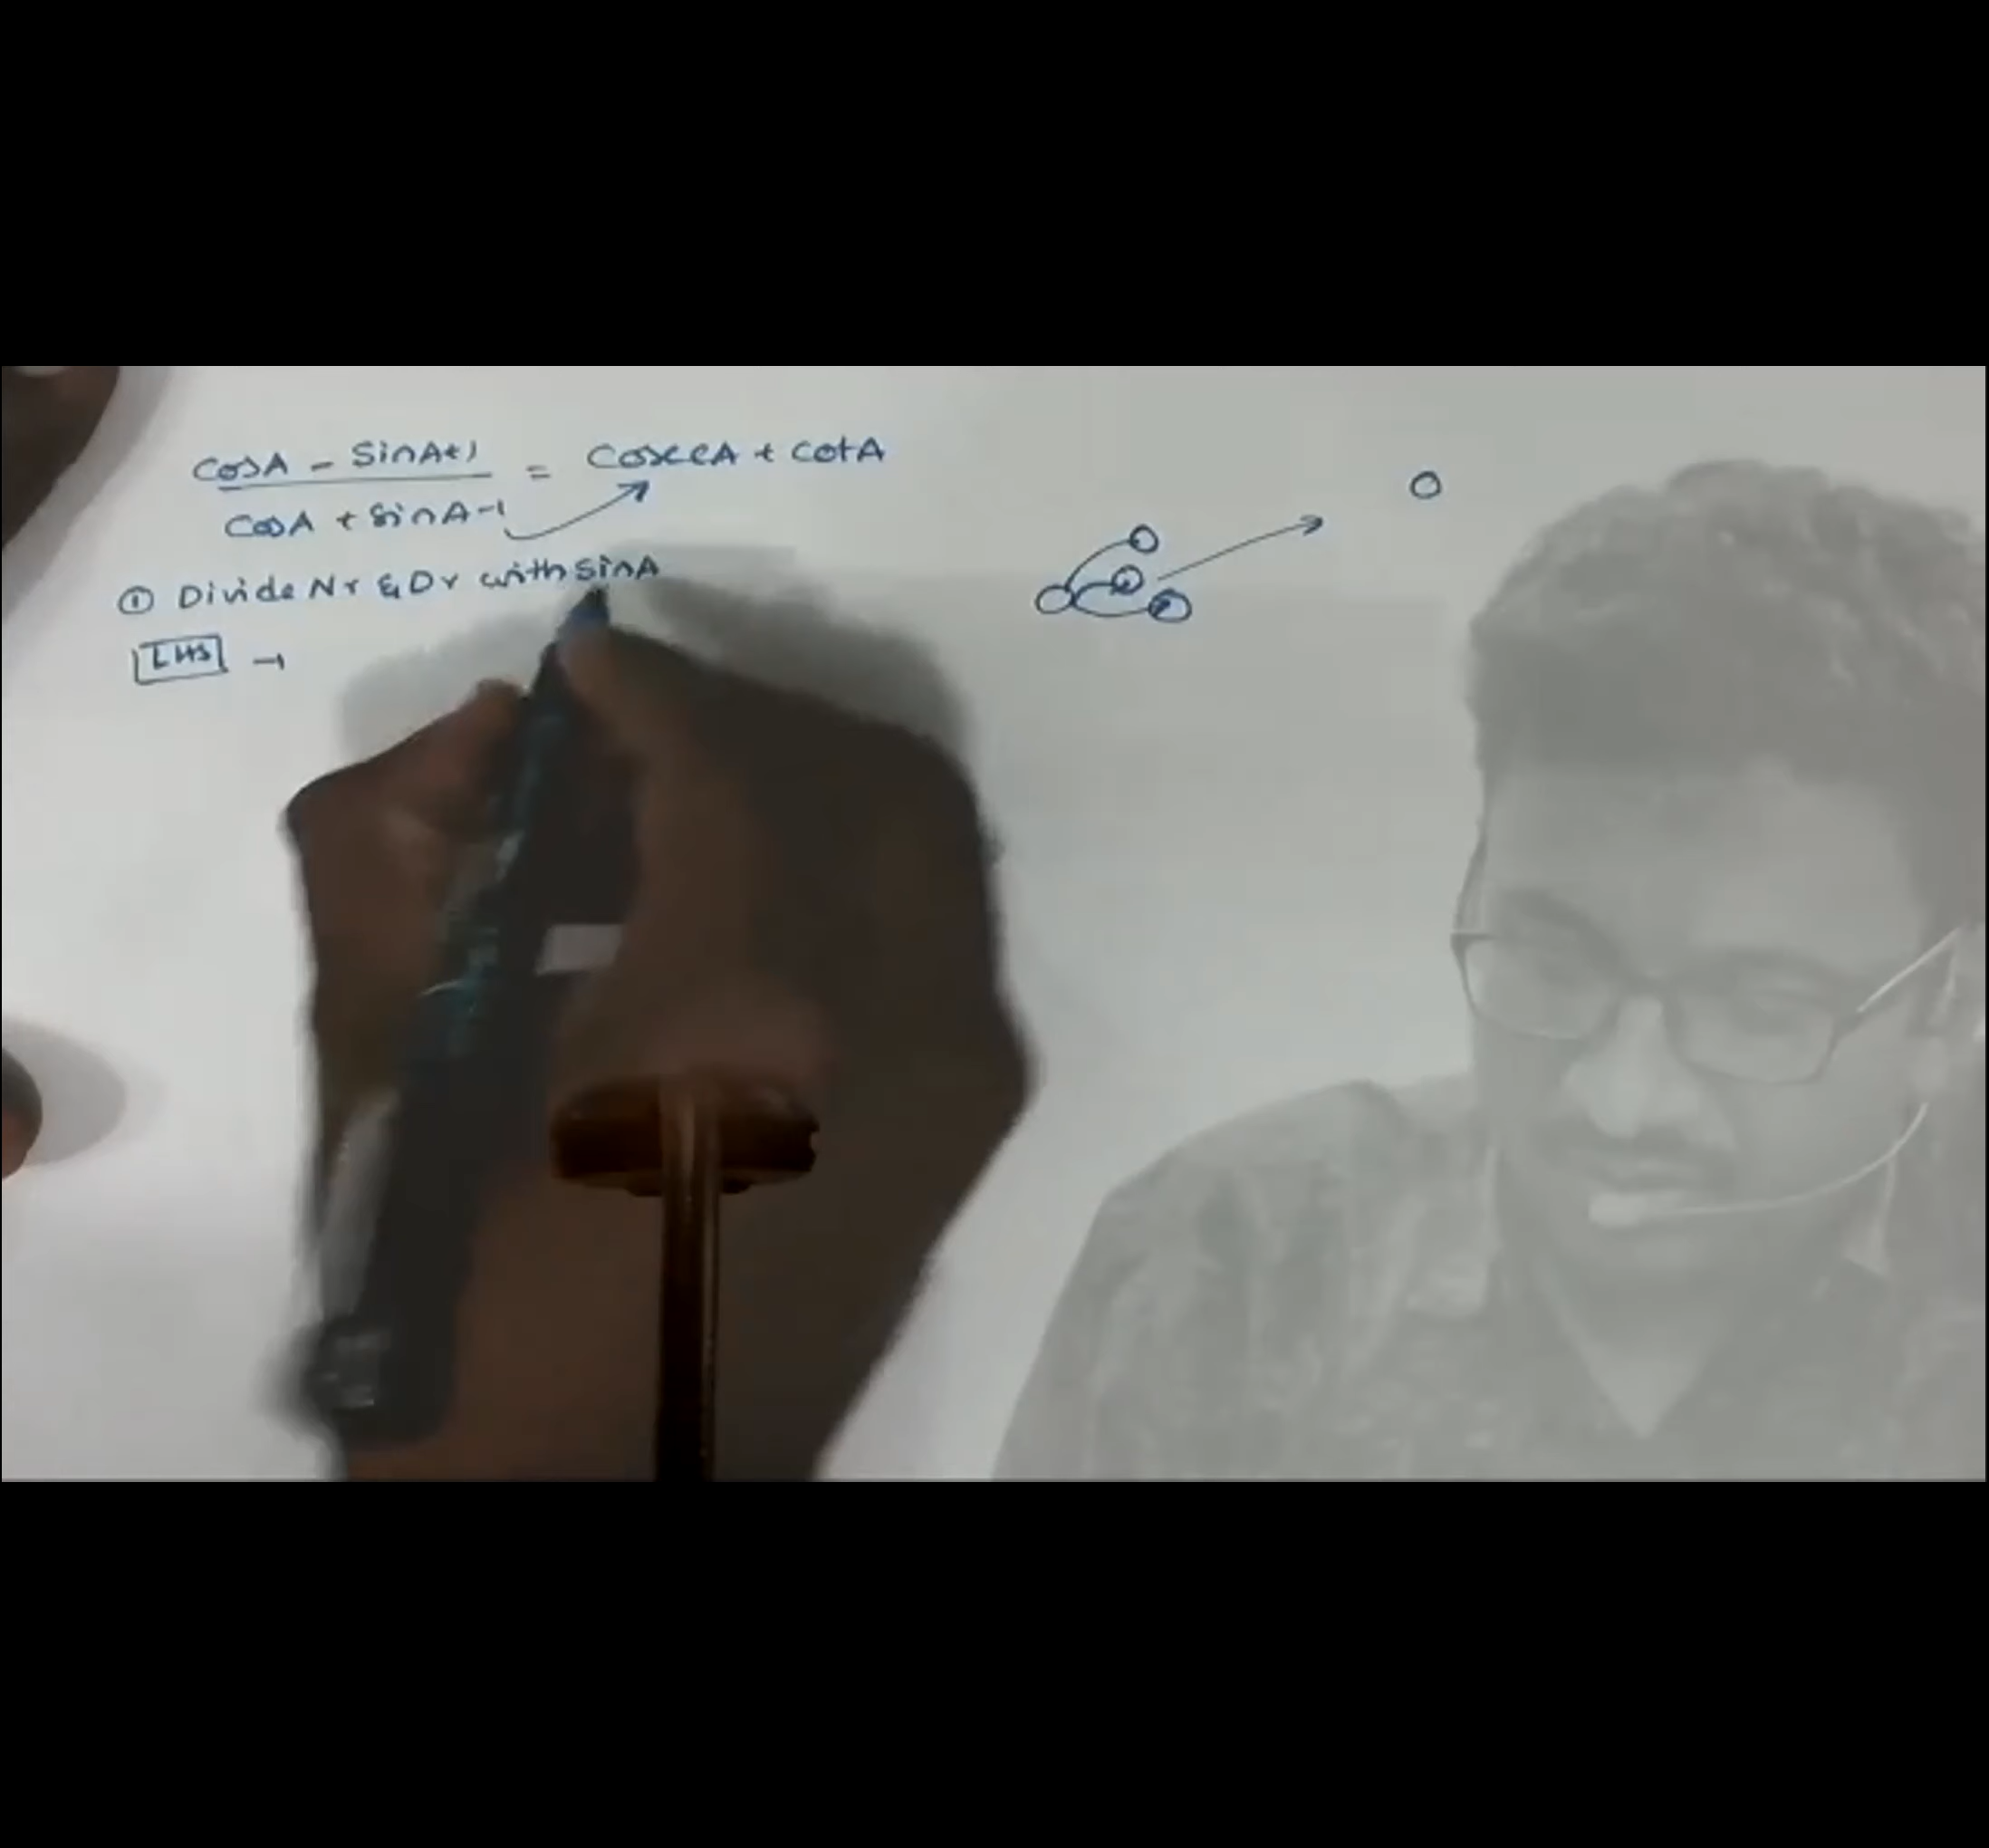 CosA - SinA+1 = CosecA + cotA
CosA + SinA-1
① Divide Nr & Dr with SinA
LHS →